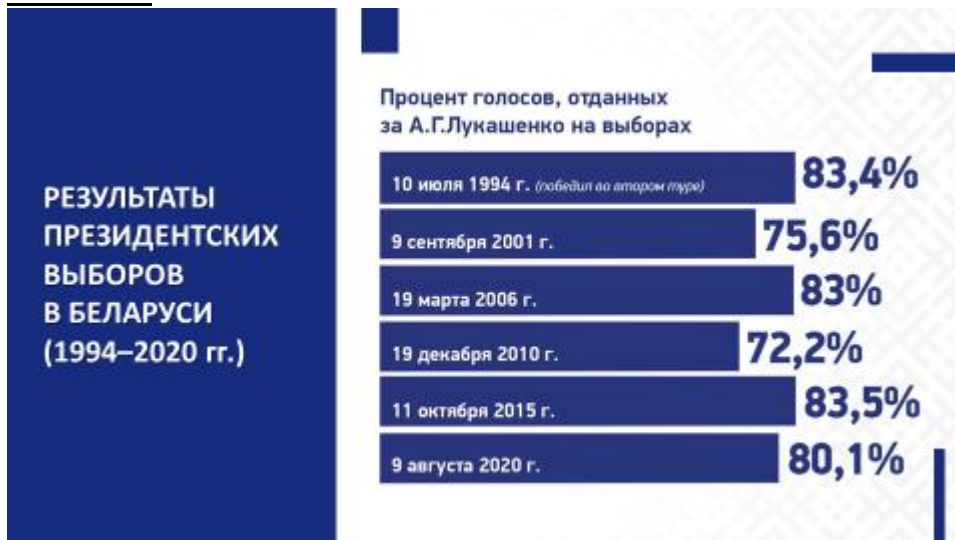 РЕЗУЛЬТАТЫ
ПРЕЗИДЕНТСКИХ
ВЫБОРОВ
В БЕЛАРУСИ
(1994–2020 гг.)
Процент голосов, отданных
за А.Г.Лукашенко на выборах
10 июля 1994 г. (победил во втором туре) 83,4%
9 сентября 2001 г. 75,6%
19 марта 2006 г. 83%
19 декабря 2010 г. 72,2%
11 октября 2015 г. 83,5%
9 августа 2020 г. 80,1%